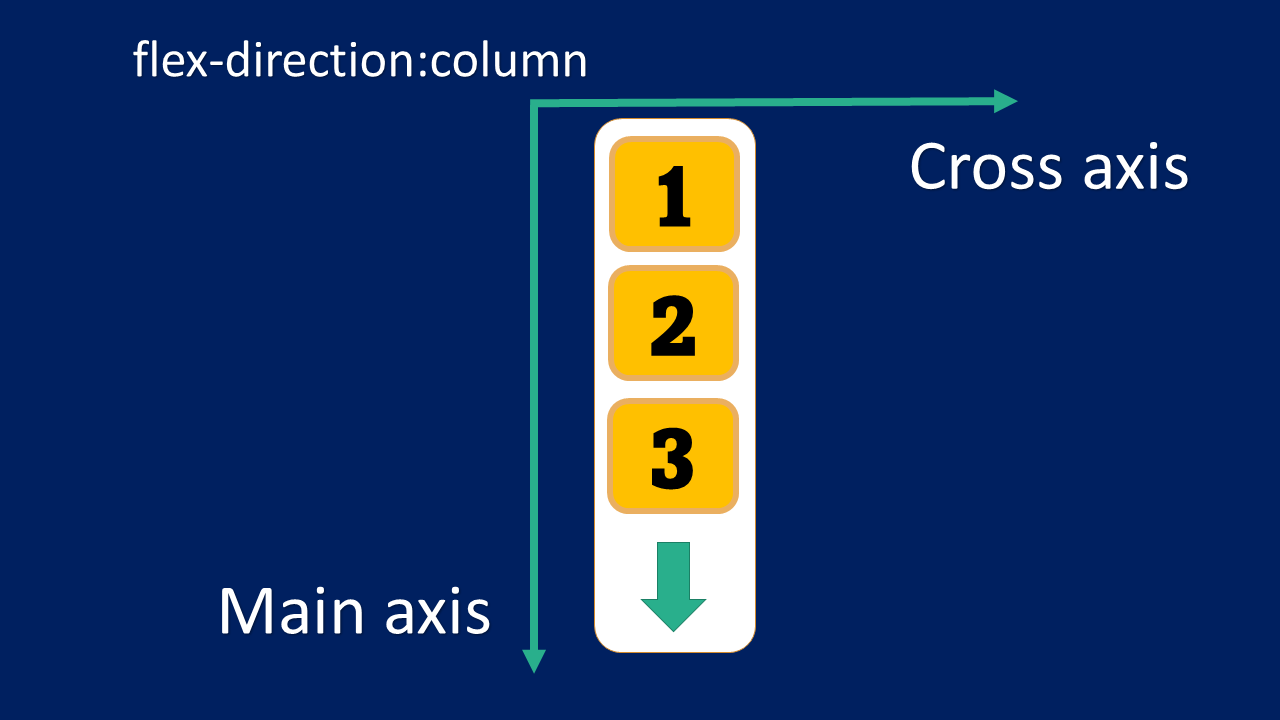 flex-direction:column
Cross axis
1
2
3
Main axis